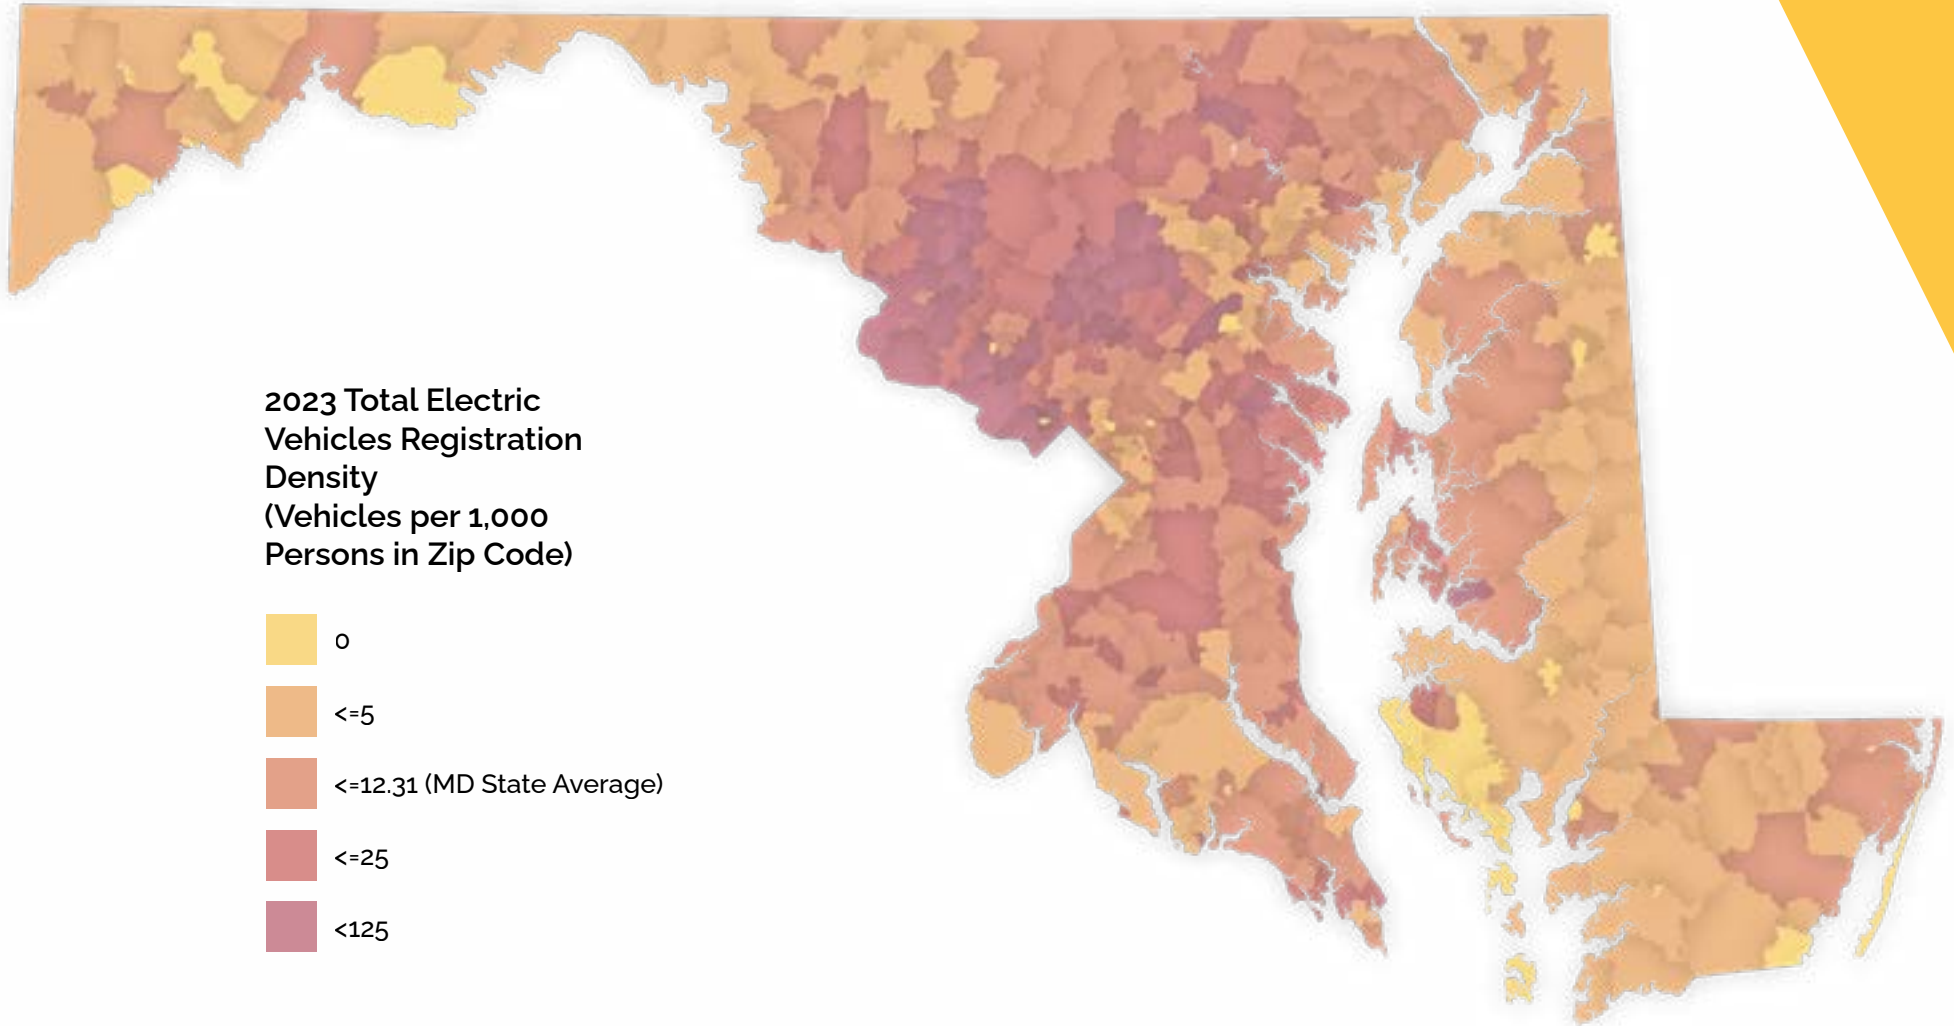 2023 Total Electric
Vehicles Registration
Density
(Vehicles per 1,000
Persons in Zip Code)
0
<=5
<=12.31 (MD State Average)
<=25
<125